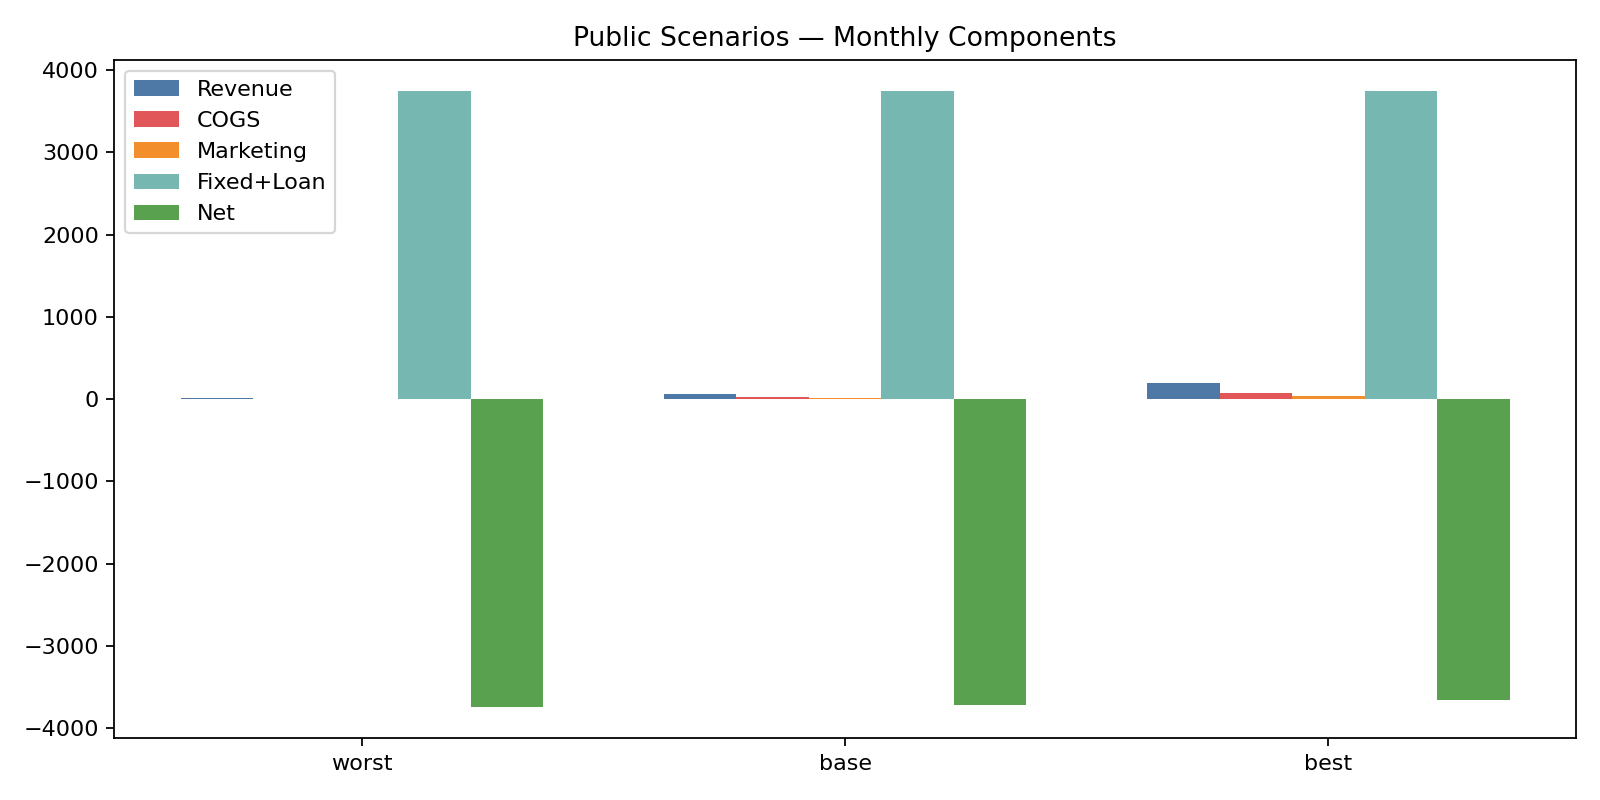 Public Scenarios — Monthly Components
4000
3000
2000
1000
0
−1000
−2000
−3000
−4000
Revenue
COGS
Marketing
Fixed+Loan
Net
worst
base
best